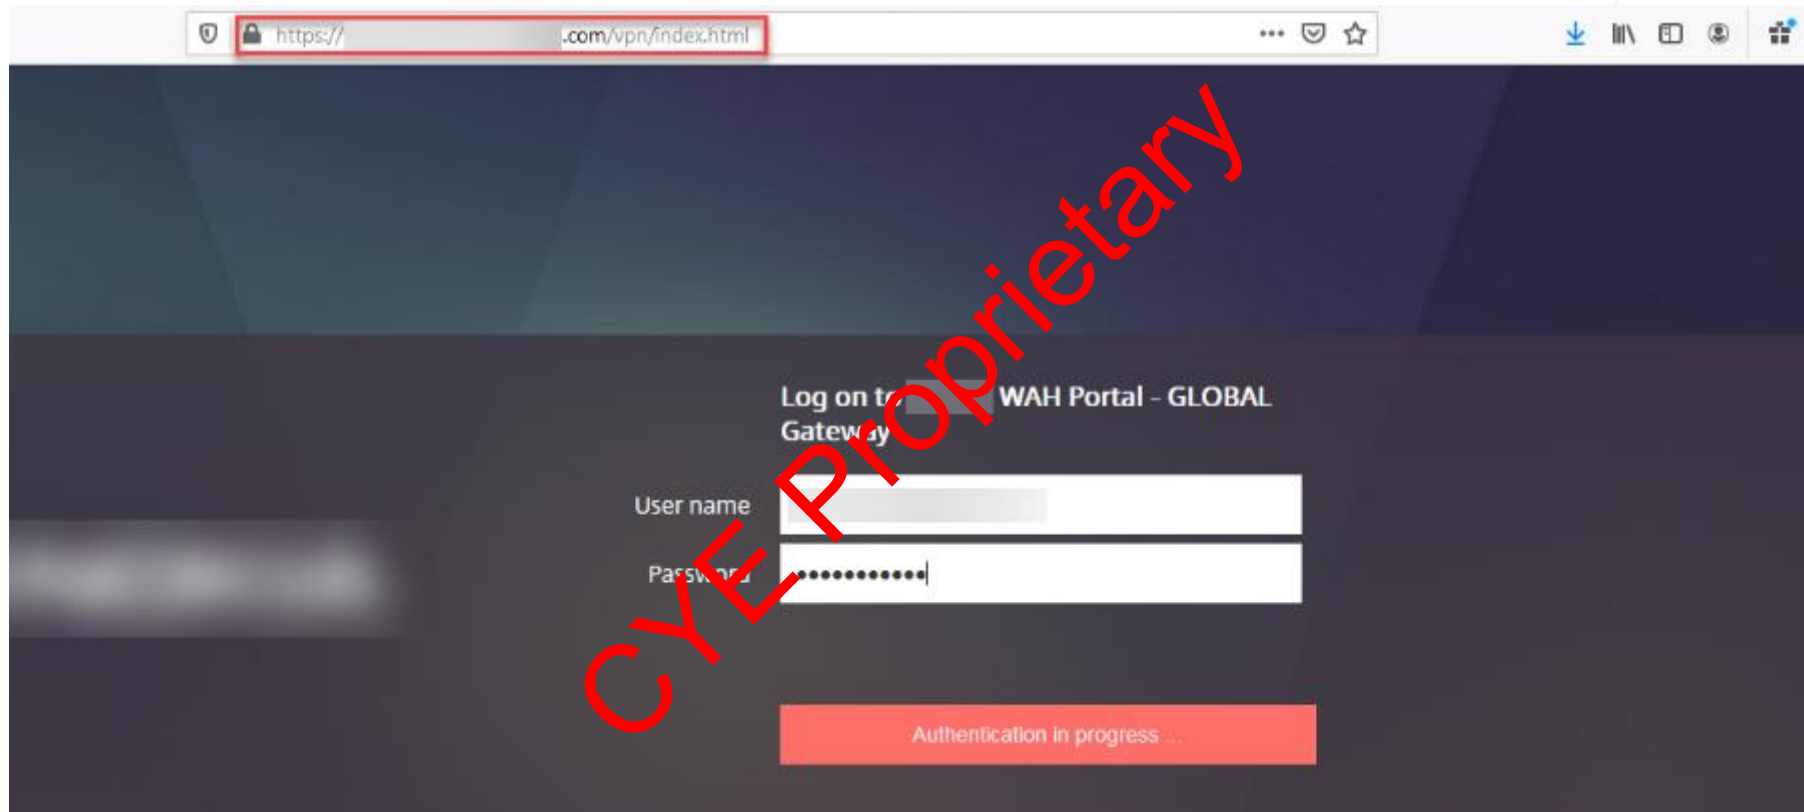 https:// .com/vpn/index.html
Log on to WAH Portal - GLOBAL
Gateway
User name
Password
Authentication in progress ...
CYE Proprietary